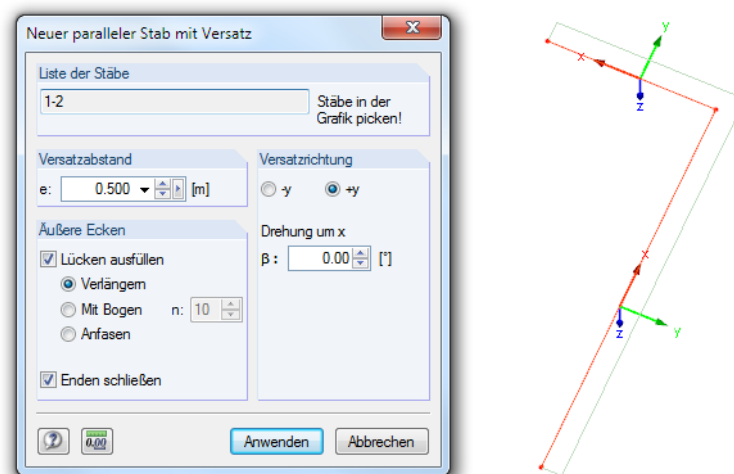 Neuer paralleler Stab mit Versatz
Liste der Stäbe
1-2
Stäbe in der
Grafik picken!
Versatzabstand
e: 0.500 [m]
Versatzrichtung
-y +y
Drehung um x
β : 0.00 [°]
Äußere Ecken
Lücken ausfüllen
Verlängern
Mit Bogen n: 10
Anfasen
Enden schließen
0.00
Anwenden Abbrechen
y
x
z
x
y
z